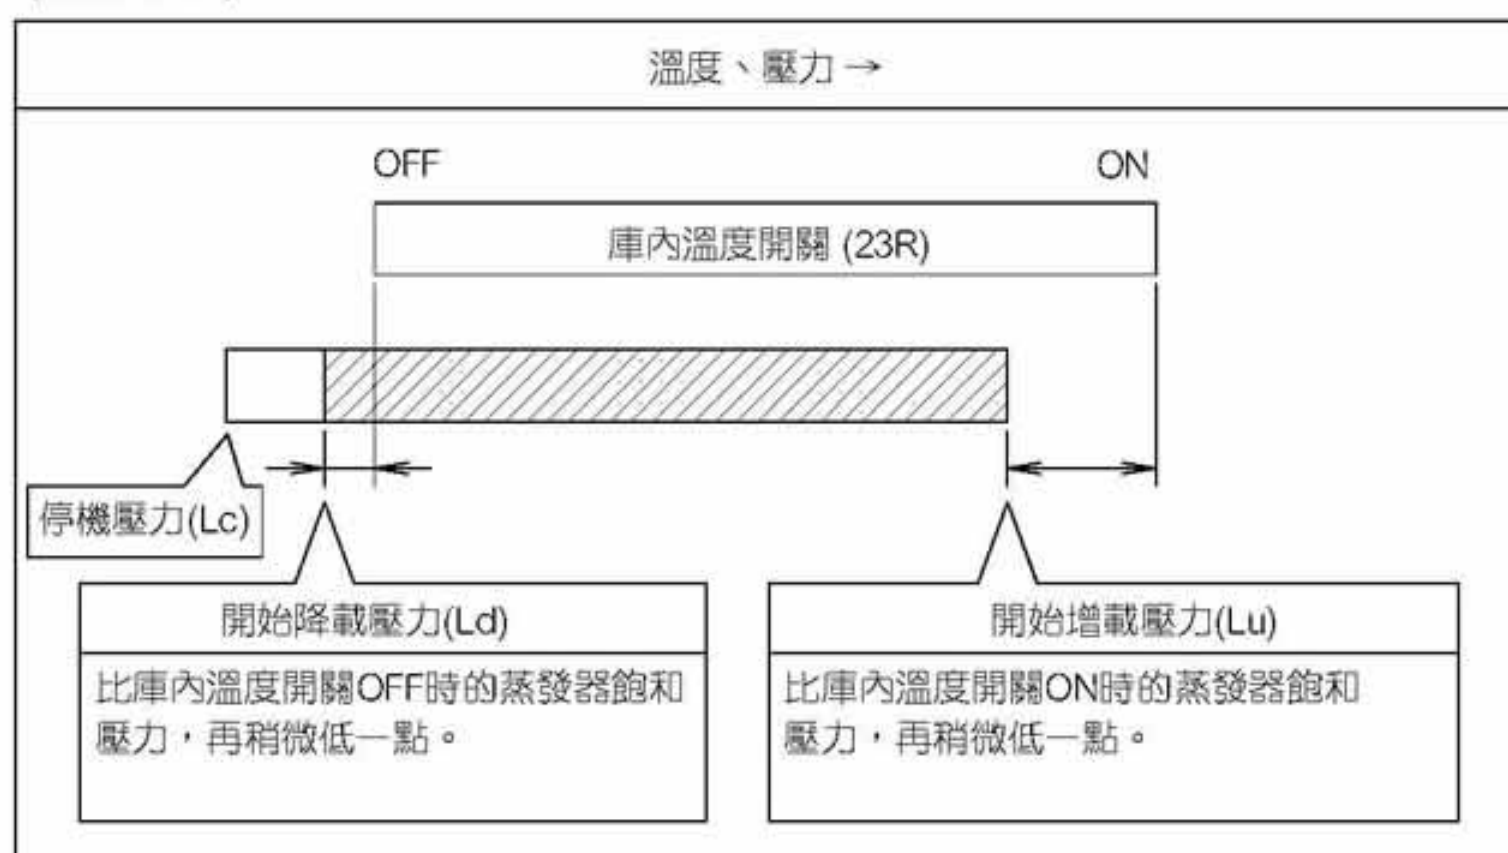 溫度、壓力→
OFF
ON
庫內溫度開關 (23R)
停機壓力(Lc)
開始降載壓力(Ld)
比庫內溫度開關OFF時的蒸發器飽和
壓力，再稍微低一點。
開始增載壓力(Lu)
比庫內溫度開關ON時的蒸發器飽和
壓力，再稍微低一點。